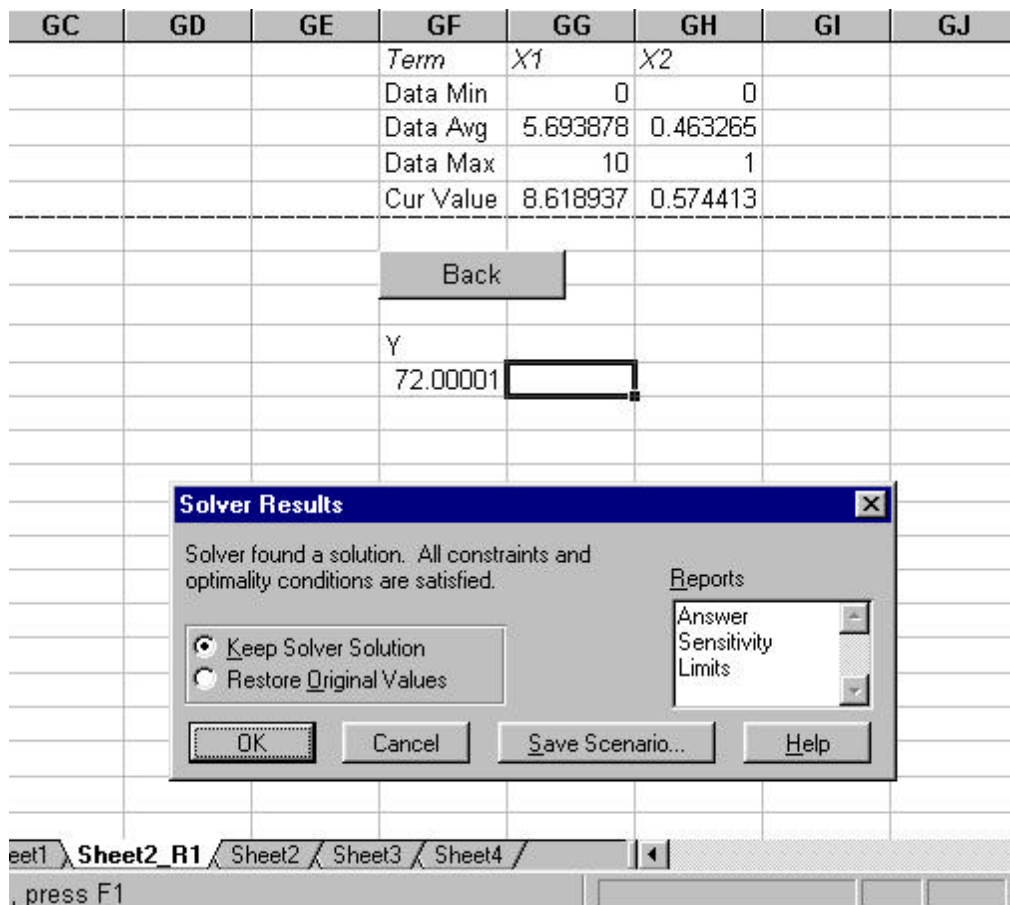 GC GD GE GF GG GH GI GJ
Term X1 X2
Data Min 0 0
Data Avg 5.693878 0.463265
Data Max 10 1
Cur Value 8.618937 0.574413
Back
Y
72.00001
Solver Results
Solver found a solution. All constraints and
optimality conditions are satisfied.
Reports
Answer
Sensitivity
Limits
Keep Solver Solution
Restore Original Values
OK Cancel Save Scenario... Help
eet1 Sheet2_R1 Sheet2 Sheet3 Sheet4
, press F1